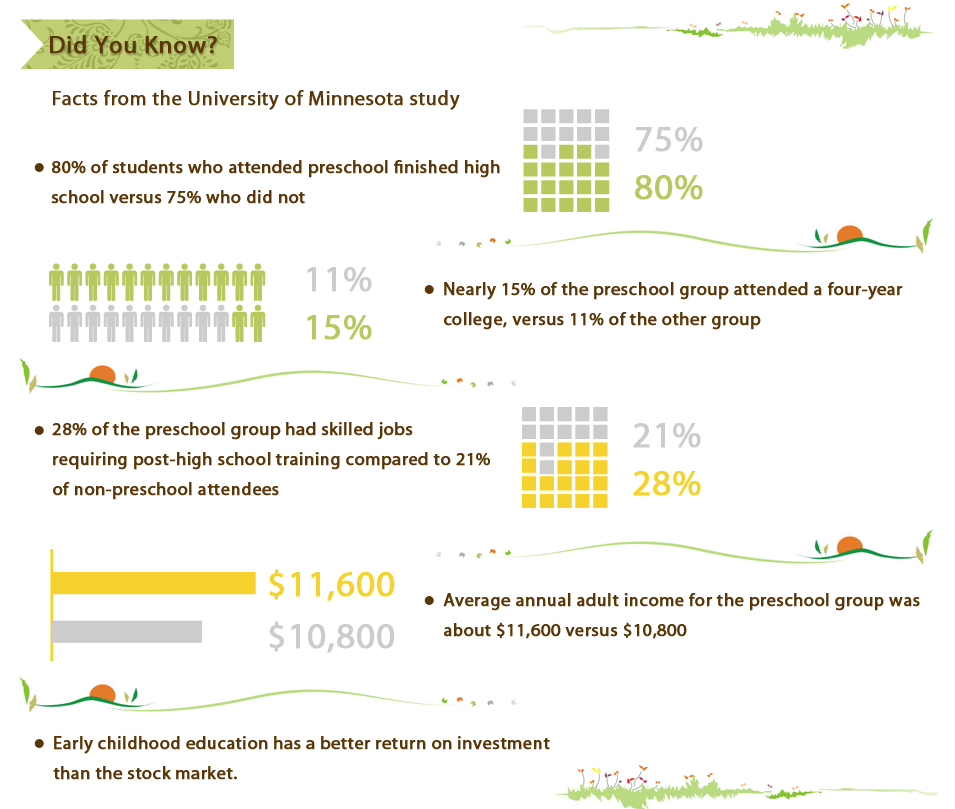 Did You Know?
Facts from the University of Minnesota study
80% of students who attended preschool finished high
school versus 75% who did not
75%
80%
11%
15%
Nearly 15% of the preschool group attended a four-year
college, versus 11% of the other group
28% of the preschool group had skilled jobs
requiring post-high school training compared to 21%
of non-preschool attendees
21%
28%
$11,600
$10,800
Average annual adult income for the preschool group was
about $11,600 versus $10,800
Early childhood education has a better return on investment
than the stock market.